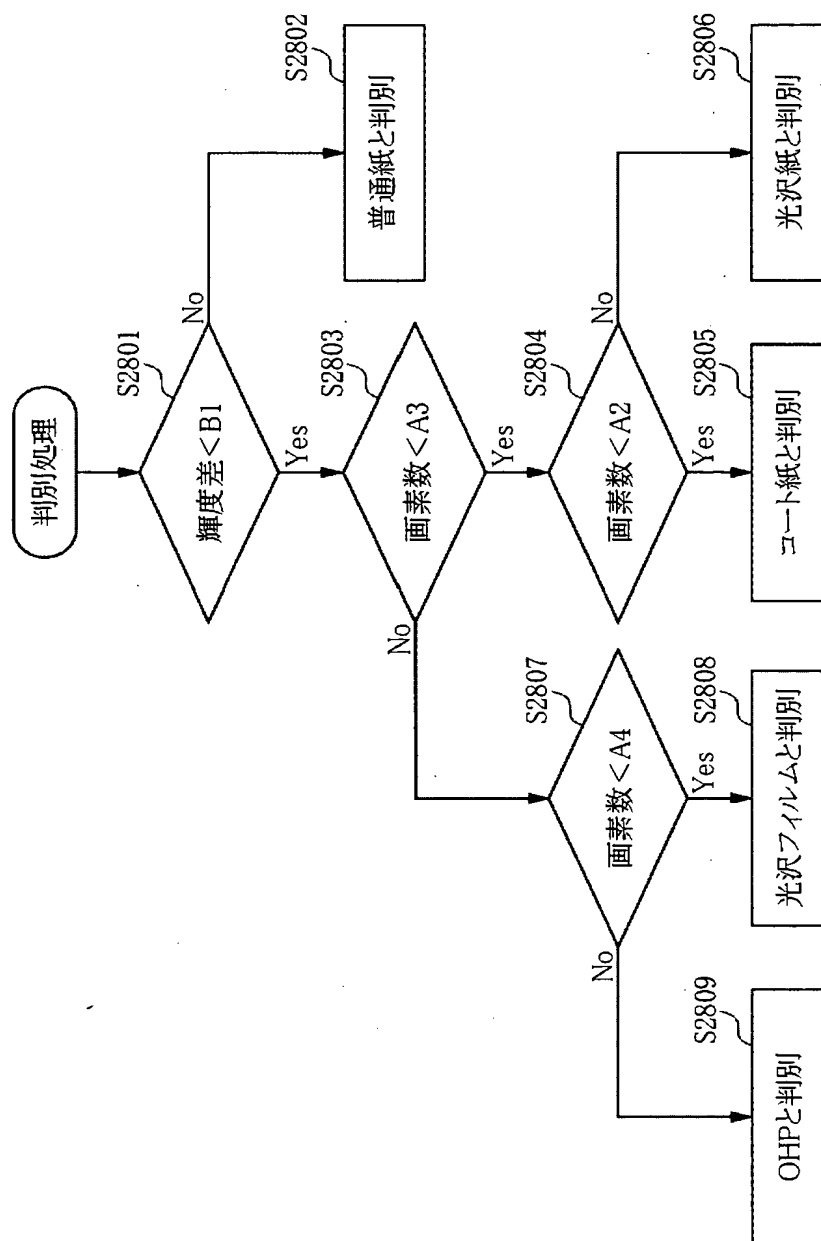 判別処理
S2801
輝度差<B1
No
S2802
普通紙と判別
Yes
S2803
画素数<A3
No
Yes
S2807
画素数<A4
S2804
画素数<A2
No
No
Yes
Yes
S2809
OHPと判別
S2808
光沢フィルムと判別
S2805
コート紙と判別
S2806
光沢紙と判別